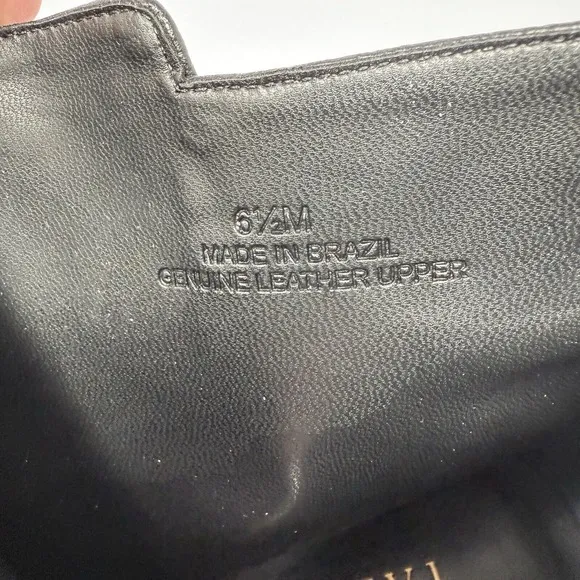 6½M
MADE IN BRAZIL
GENUINE LEATHER UPPER